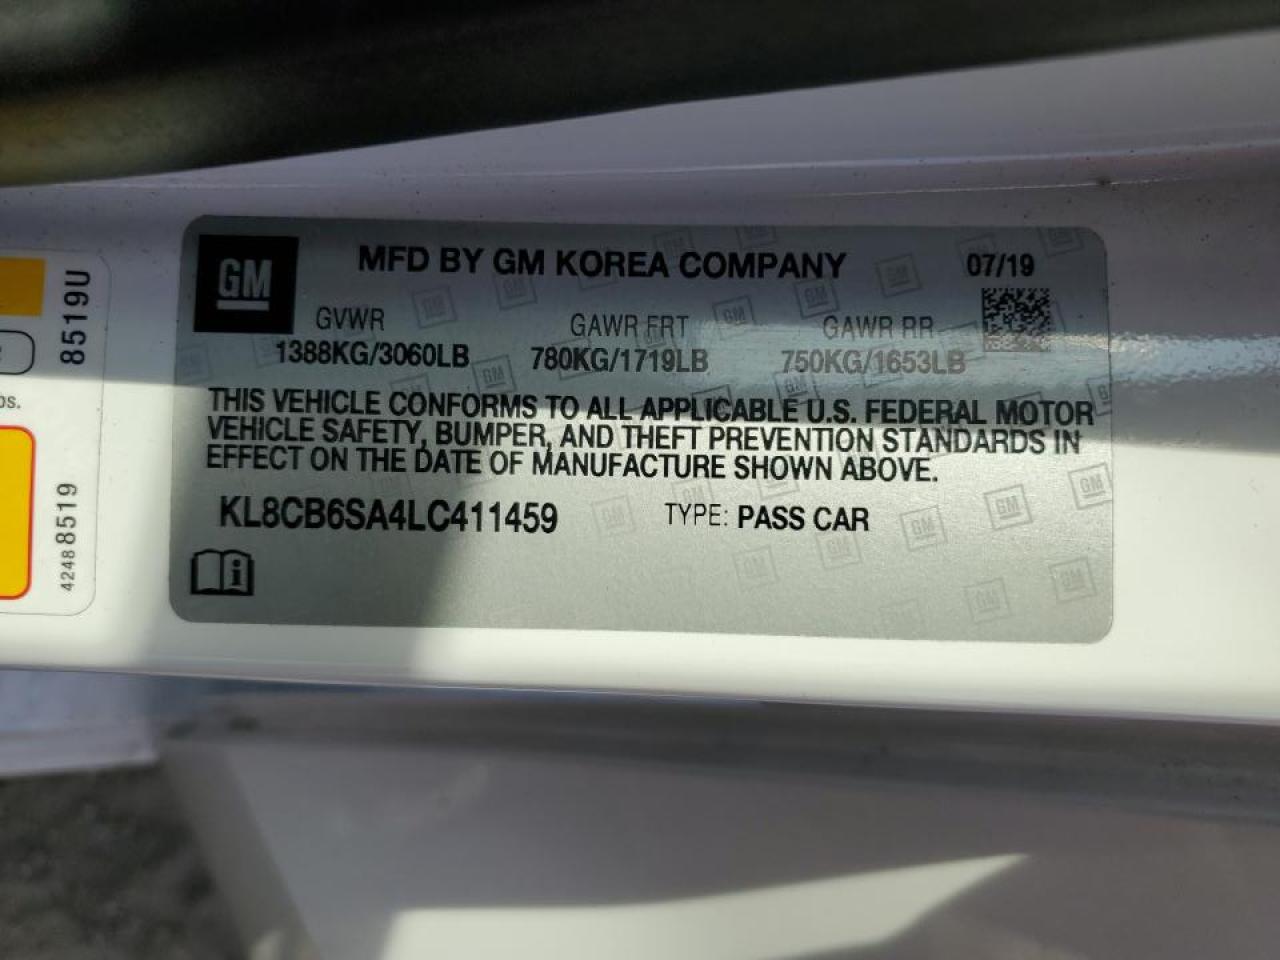 GM
MFD BY GM KOREA COMPANY 07/19
GVWR GAWR FRT GAWR RR
1388KG/3060LB 780KG/1719LB 750KG/1653LB
THIS VEHICLE CONFORMS TO ALL APPLICABLE U.S. FEDERAL MOTOR
VEHICLE SAFETY, BUMPER, AND THEFT PREVENTION STANDARDS IN
EFFECT ON THE DATE OF MANUFACTURE SHOWN ABOVE.
KL8CB6SA4LC411459 TYPE: PASS CAR
8519U
42488519